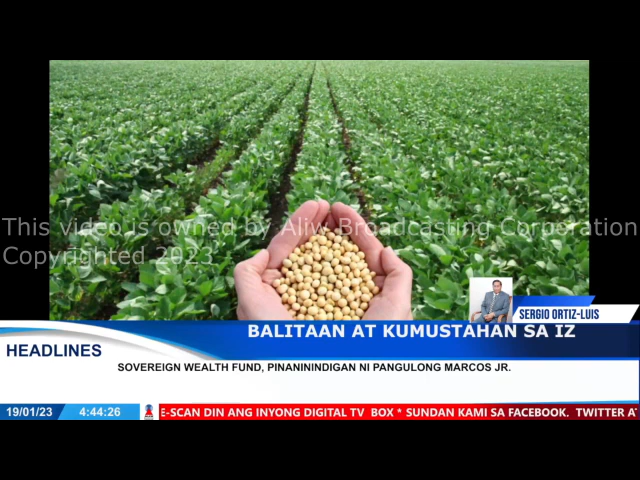 This video is owned by Aliw Broadcasting Corporation
Copyrighted 2023
SERGIO ORTIZ-LUIS
BALITAAN AT KUMUSTAHAN SA IZ
HEADLINES
SOVEREIGN WEALTH FUND, PINANININDIGAN NI PANGULONG MARCOS JR.
19/01/23 4:44:26 E-SCAN DIN ANG INYONG DIGITAL TV BOX * SUNDAN KAMI SA FACEBOOK, TWITTER